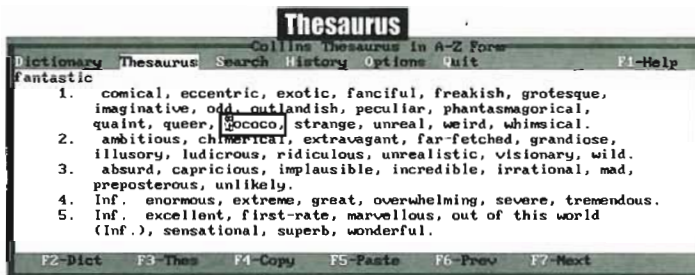 Thesaurus
Collins Thesaurus in A-Z Form
Dictionary Thesaurus Search History Options Quit F1-Help
fantastic
1. comical, eccentric, exotic, fanciful, freakish, grotesque,
imaginative, odd, outlandish, peculiar, phantasmagorical,
quaint, queer, rococo, strange, unreal, weird, whimsical.
2. ambitious, chimerical, extravagant, far-fetched, grandiose,
illusory, ludicrous, ridiculous, unrealistic, visionary, wild.
3. absurd, capricious, implausible, incredible, irrational, mad,
preposterous, unlikely.
4. Inf. enormous, extreme, great, overwhelming, severe, tremendous.
5. Inf. excellent, first-rate, marvellous, out of this world
(Inf.), sensational, superb, wonderful.
F2-Dict F3-Thes F4-Copy F5-Paste F6-Prev F7-Next